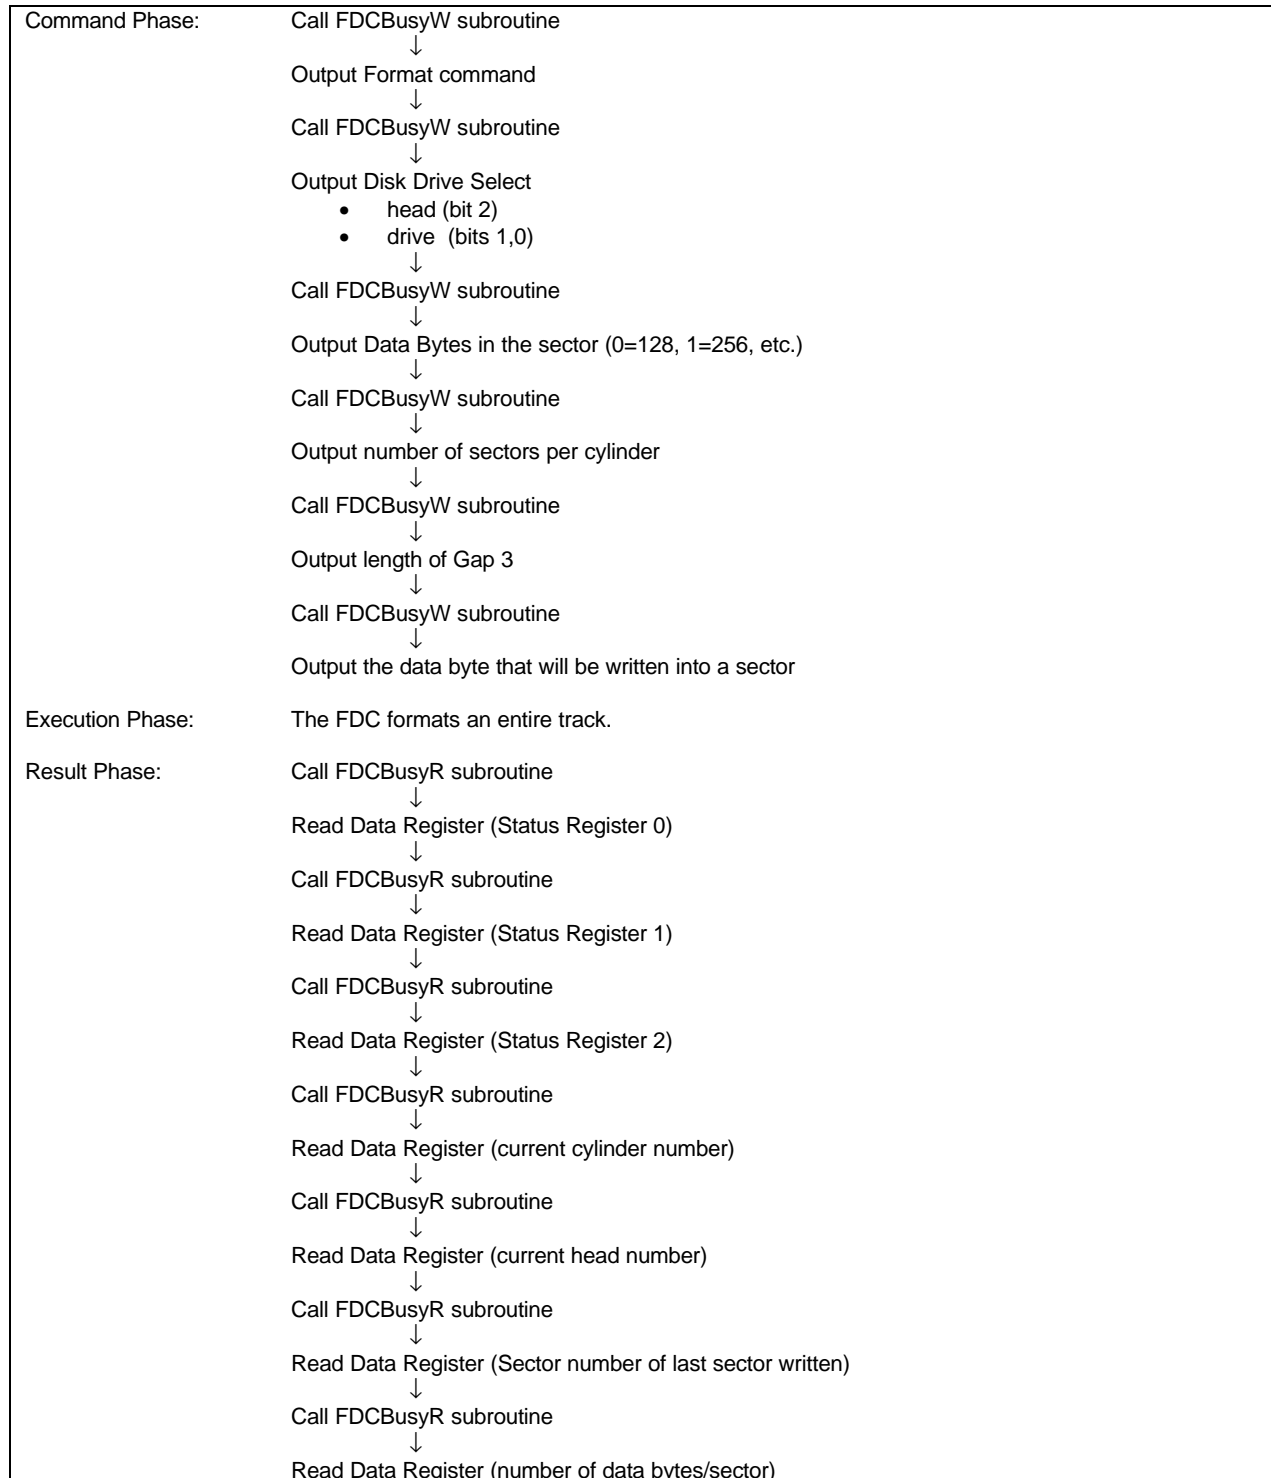 Command Phase: Call FDCBusyW subroutine
↓
Output Format command
↓
Call FDCBusyW subroutine
↓
Output Disk Drive Select
• head (bit 2)
• drive (bits 1,0)
↓
Call FDCBusyW subroutine
↓
Output Data Bytes in the sector (0=128, 1=256, etc.)
↓
Call FDCBusyW subroutine
↓
Output number of sectors per cylinder
↓
Call FDCBusyW subroutine
↓
Output length of Gap 3
↓
Call FDCBusyW subroutine
↓
Output the data byte that will be written into a sector
Execution Phase: The FDC formats an entire track.
Result Phase: Call FDCBusyR subroutine
↓
Read Data Register (Status Register 0)
↓
Call FDCBusyR subroutine
↓
Read Data Register (Status Register 1)
↓
Call FDCBusyR subroutine
↓
Read Data Register (Status Register 2)
↓
Call FDCBusyR subroutine
↓
Read Data Register (current cylinder number)
↓
Call FDCBusyR subroutine
↓
Read Data Register (current head number)
↓
Call FDCBusyR subroutine
↓
Read Data Register (Sector number of last sector written)
↓
Call FDCBusyR subroutine
↓
Read Data Register (number of data bytes/sector)